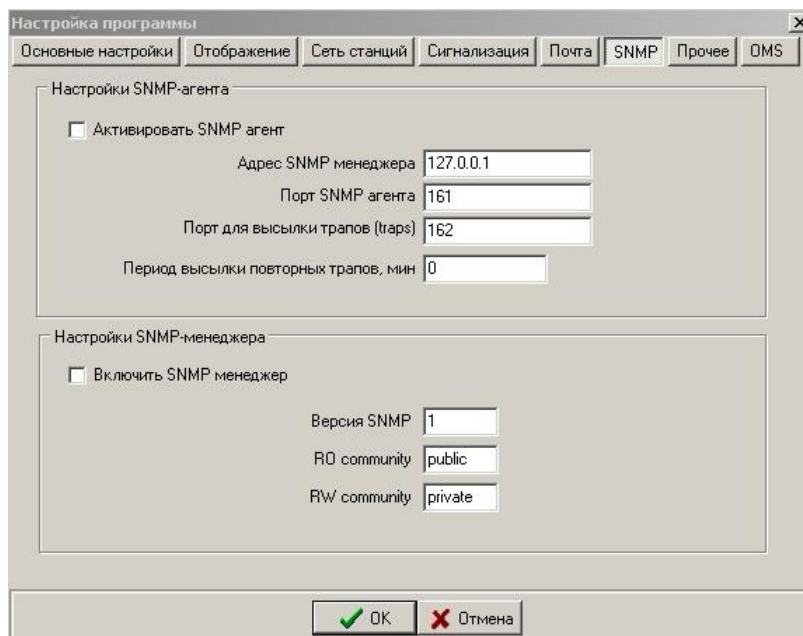 Настройка программы
Основные настройки Отображение Сеть станций Сигнализация Почта SNMP Прочее OMS
Настройки SNMP-агента
Активировать SNMP агент
Адрес SNMP менеджера 127.0.0.1
Порт SNMP агента 161
Порт для высылки трапов (traps) 162
Период высылки повторных трапов, мин 0
Настройки SNMP-менеджера
Включить SNMP менеджер
Версия SNMP 1
RO community public
RW community private
OK Отмена